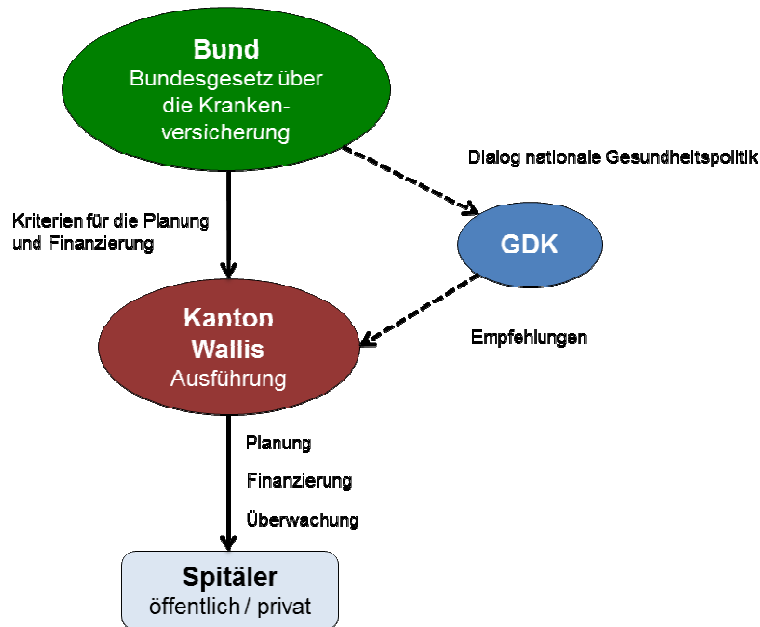 Bund
Bundesgesetz über
die Kranken-
versicherung
Dialog nationale Gesundheitspolitik
Kriterien für die Planung
und Finanzierung
GDK
Kanton
Wallis
Ausführung
Empfehlungen
Planung
Finanzierung
Überwachung
Spitäler
öffentlich / privat